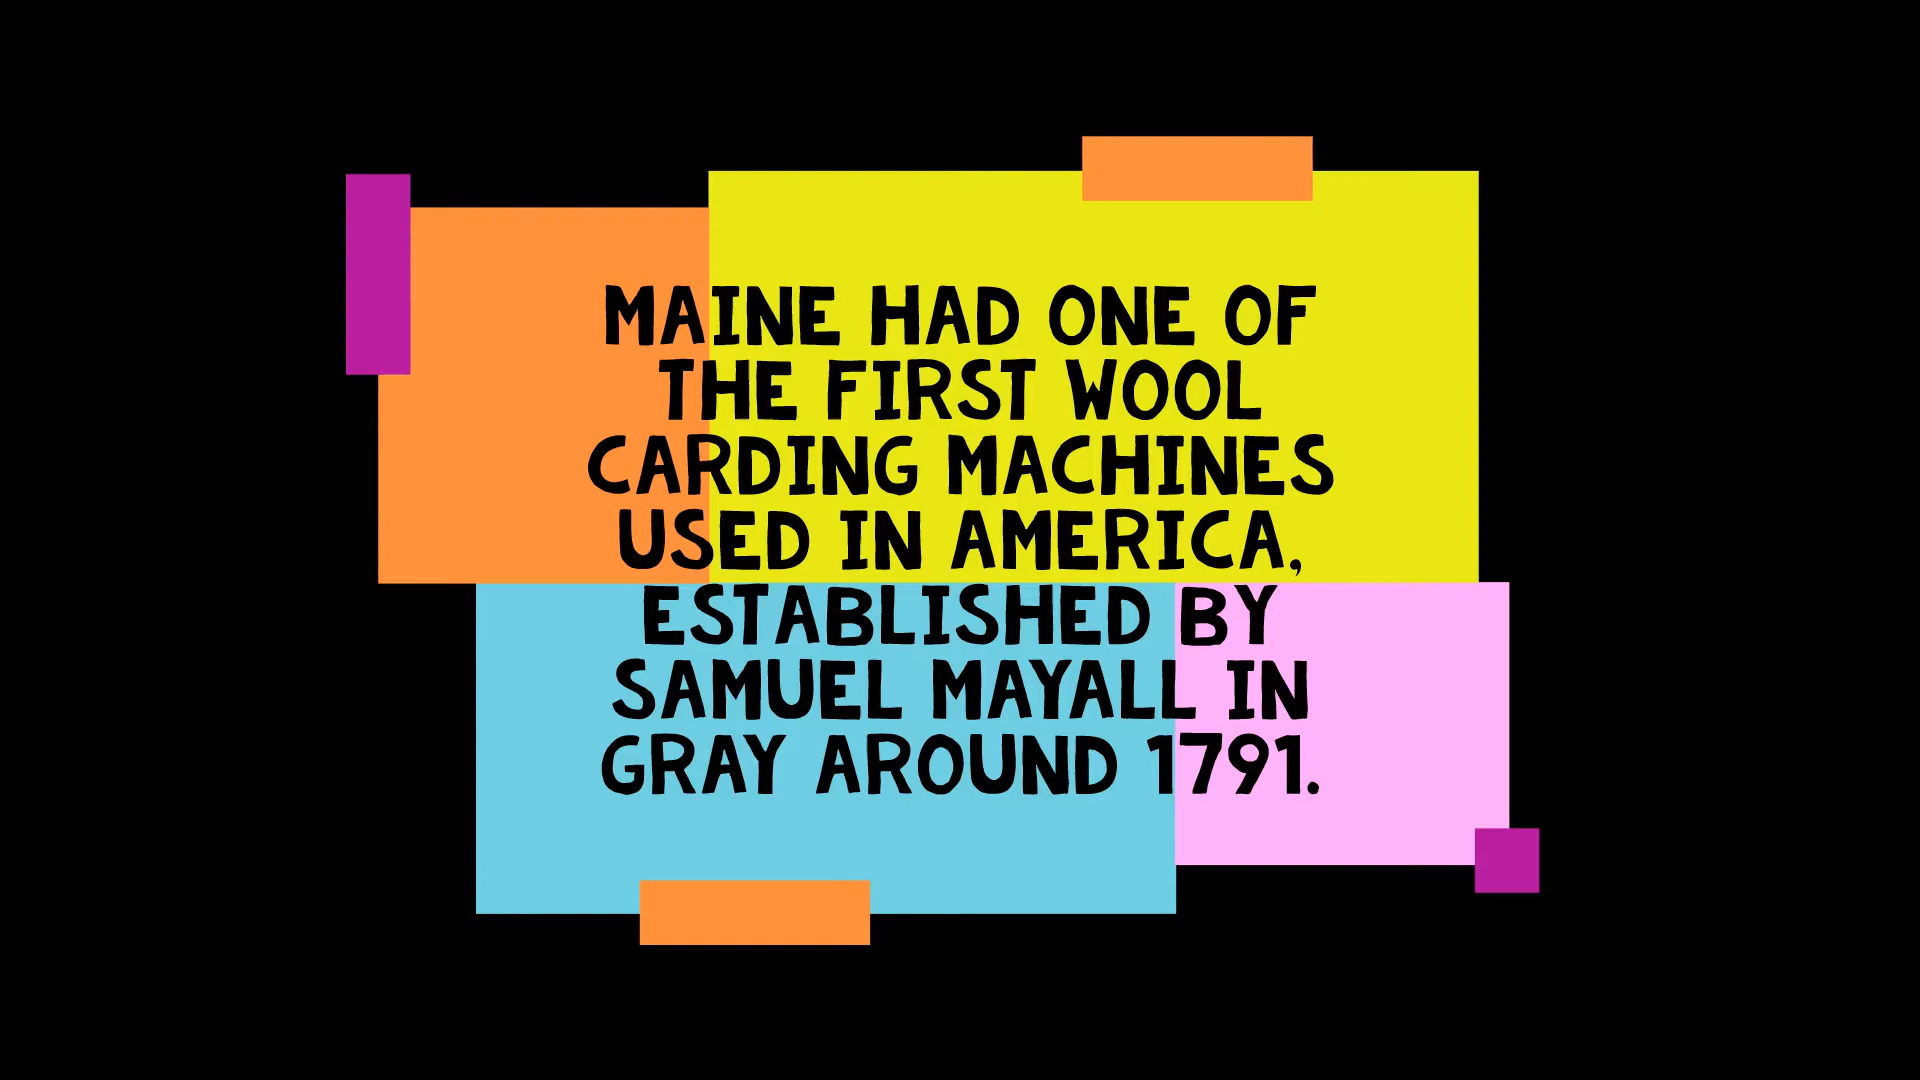 MAINE HAD ONE OF
THE FIRST WOOL
CARDING MACHINES
USED IN AMERICA,
ESTABLISHED BY
SAMUEL MAYALL IN
GRAY AROUND 1791.